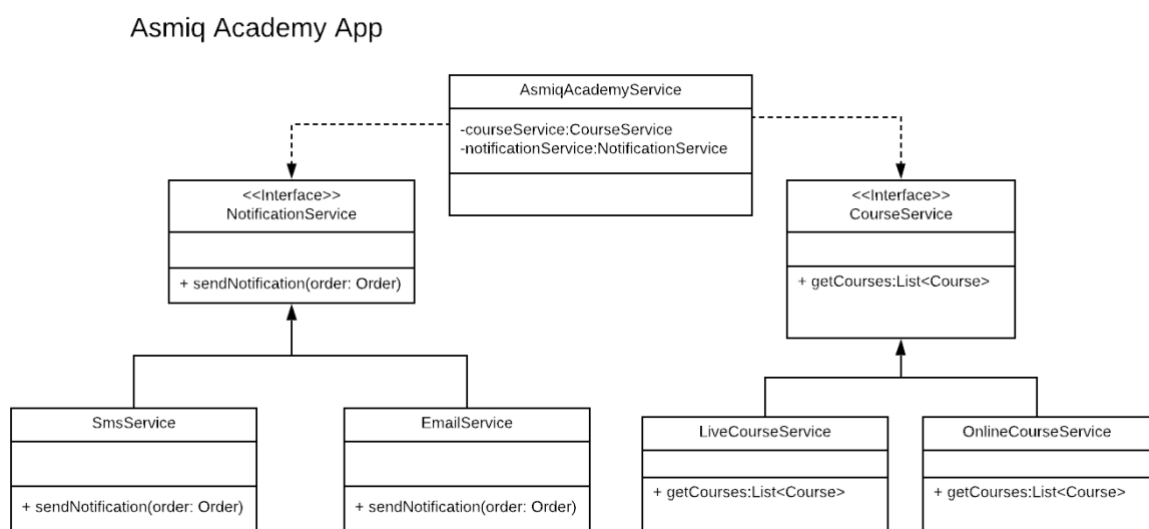 Asmiq Academy App
AsmiqAcademyService
-courseService:CourseService
-notificationService:NotificationService
<<Interface>>
NotificationService
+ sendNotification(order: Order)
<<Interface>>
CourseService
+ getCourses:List<Course>
SmsService
+ sendNotification(order: Order)
EmailService
+ sendNotification(order: Order)
LiveCourseService
+ getCourses:List<Course>
OnlineCourseService
+ getCourses:List<Course>